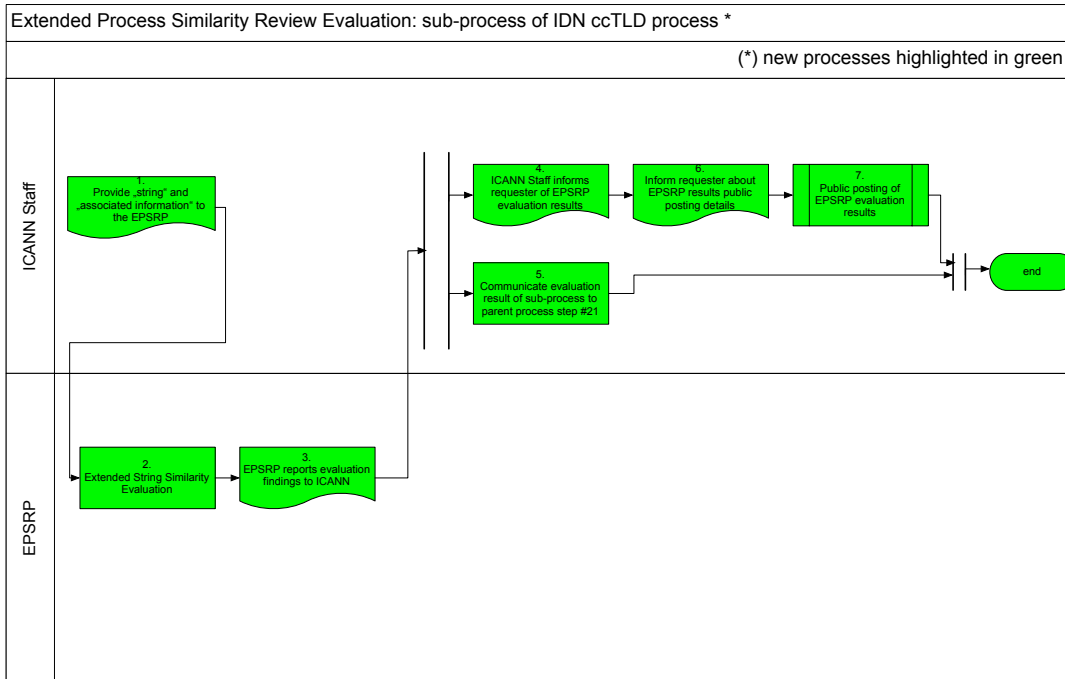 Extended Process Similarity Review Evaluation: sub-process of IDN ccTLD process *
(*) new processes highlighted in green
ICANN Staff
1.
Provide „string“ and
„associated information“ to
the EPSRP
4.
ICANN Staff informs
requester of EPSRP
evaluation results
6.
Inform requester about
EPSRP results public
posting details
7.
Public posting of
EPSRP evaluation
results
5.
Communicate evaluation
result of sub-process to
parent process step #21
end
EPSRP
2.
Extended String Similarity
Evaluation
3.
EPSRP reports evaluation
findings to ICANN